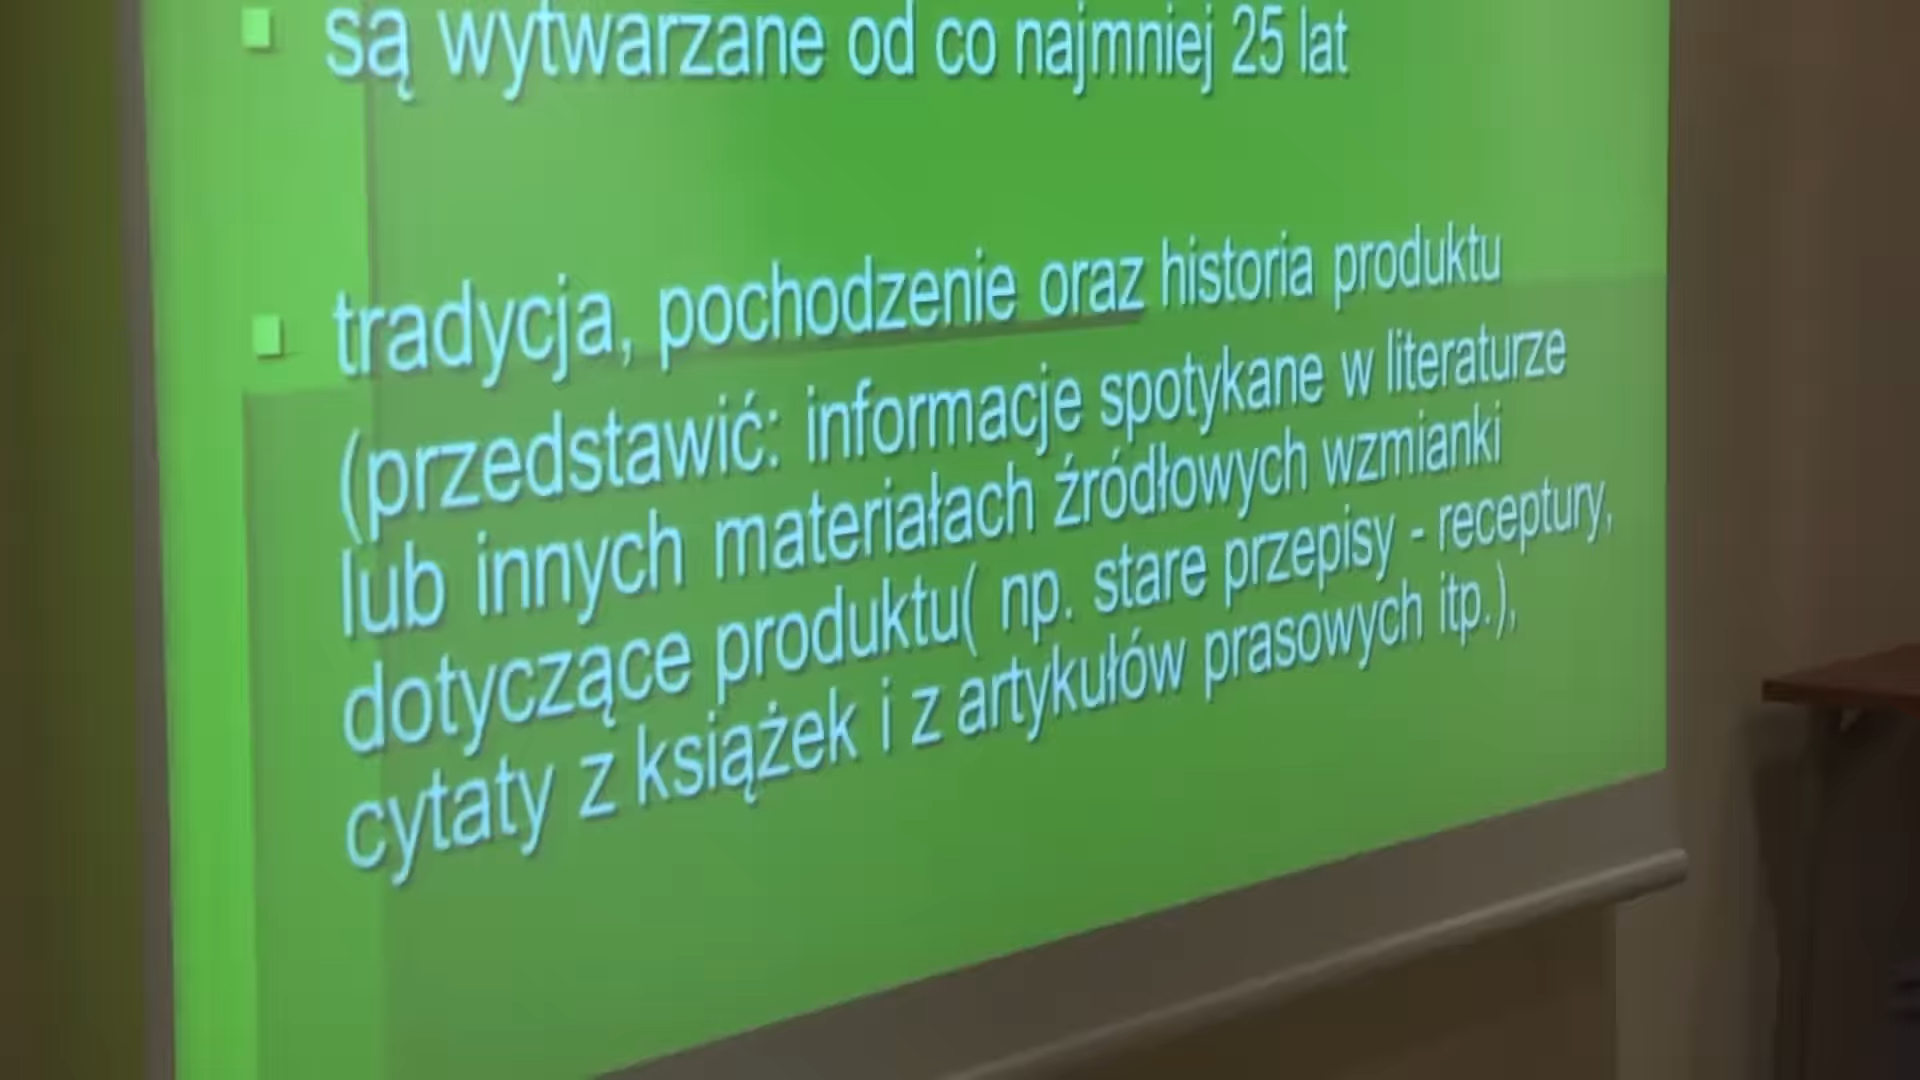 są wytwarzane od co najmniej 25 lat
tradycja, pochodzenie oraz historia produktu
(przedstawić: informacje spotykane w literaturze
lub innych materiałach źródłowych wzmianki
dotyczące produktu( np. stare przepisy - receptury,
cytaty z książek i z artykułów prasowych itp.),